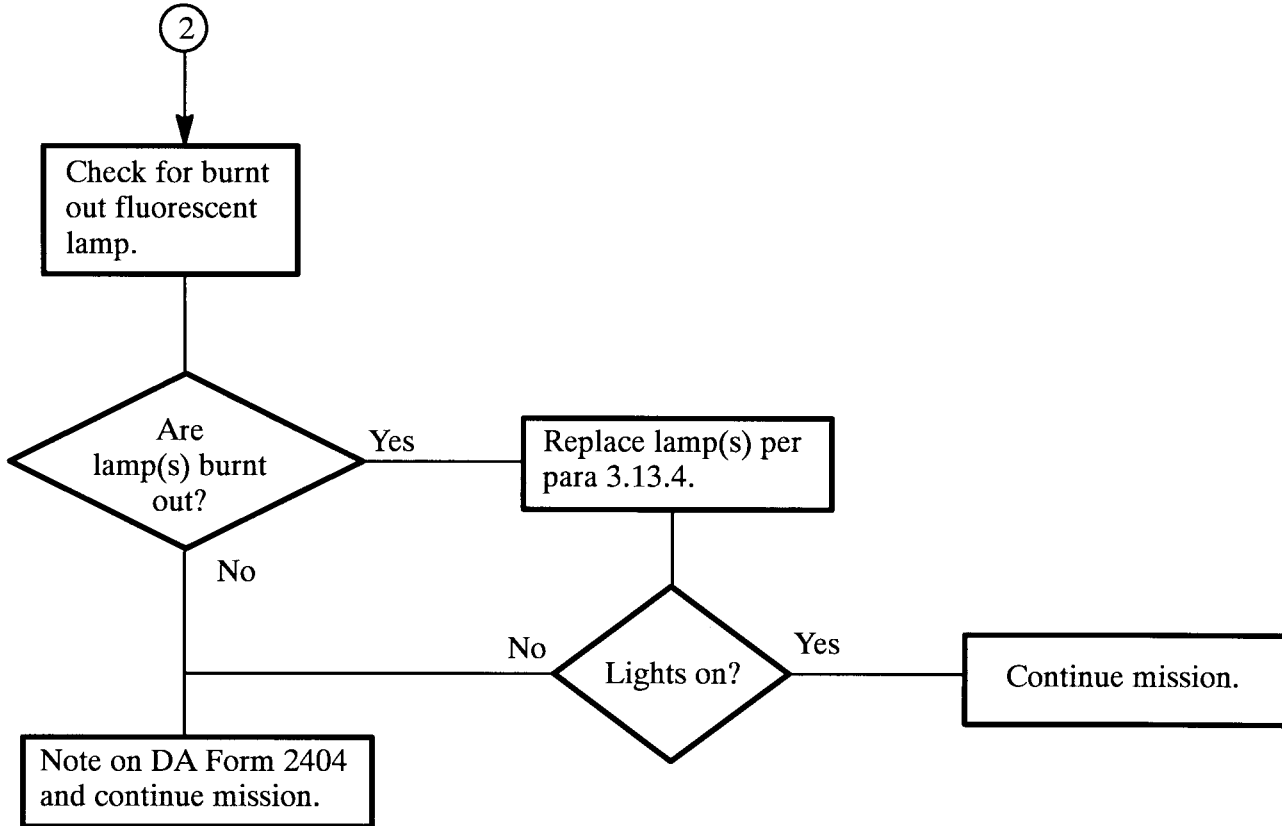 2
Check for burnt
out fluorescent
lamp.
Are
lamp(s) burnt
out?
Yes
Replace lamp(s) per
para 3.13.4.
No
No
Lights on?
Yes
Continue mission.
Note on DA Form 2404
and continue mission.